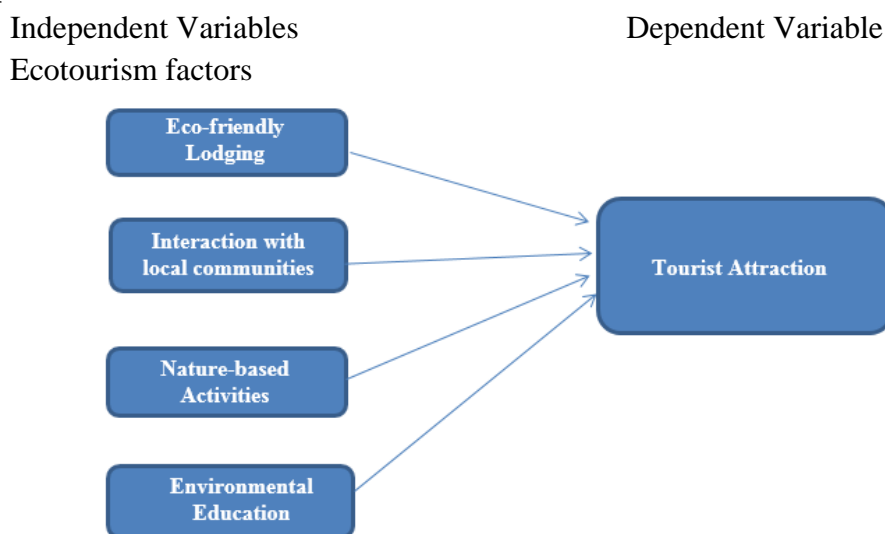 Independent Variables
Dependent Variable
Ecotourism factors
Eco-friendly
Lodging
Interaction with
local communities
Tourist Attraction
Nature-based
Activities
Environmental
Education